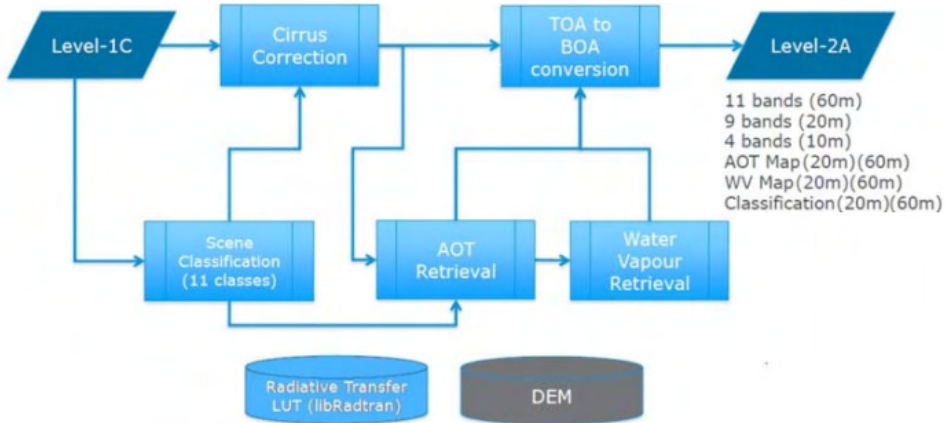 Level-1C
Cirrus
Correction
TOA to
BOA
conversion
Level-2A
11 bands (60m)
9 bands (20m)
4 bands (10m)
AOT Map(20m)(60m)
WV Map(20m)(60m)
Classification(20m)(60m)
Scene
Classification
(11 classes)
AOT
Retrieval
Water
Vapour
Retrieval
Radiative Transfer
LUT (libRadtran)
DEM